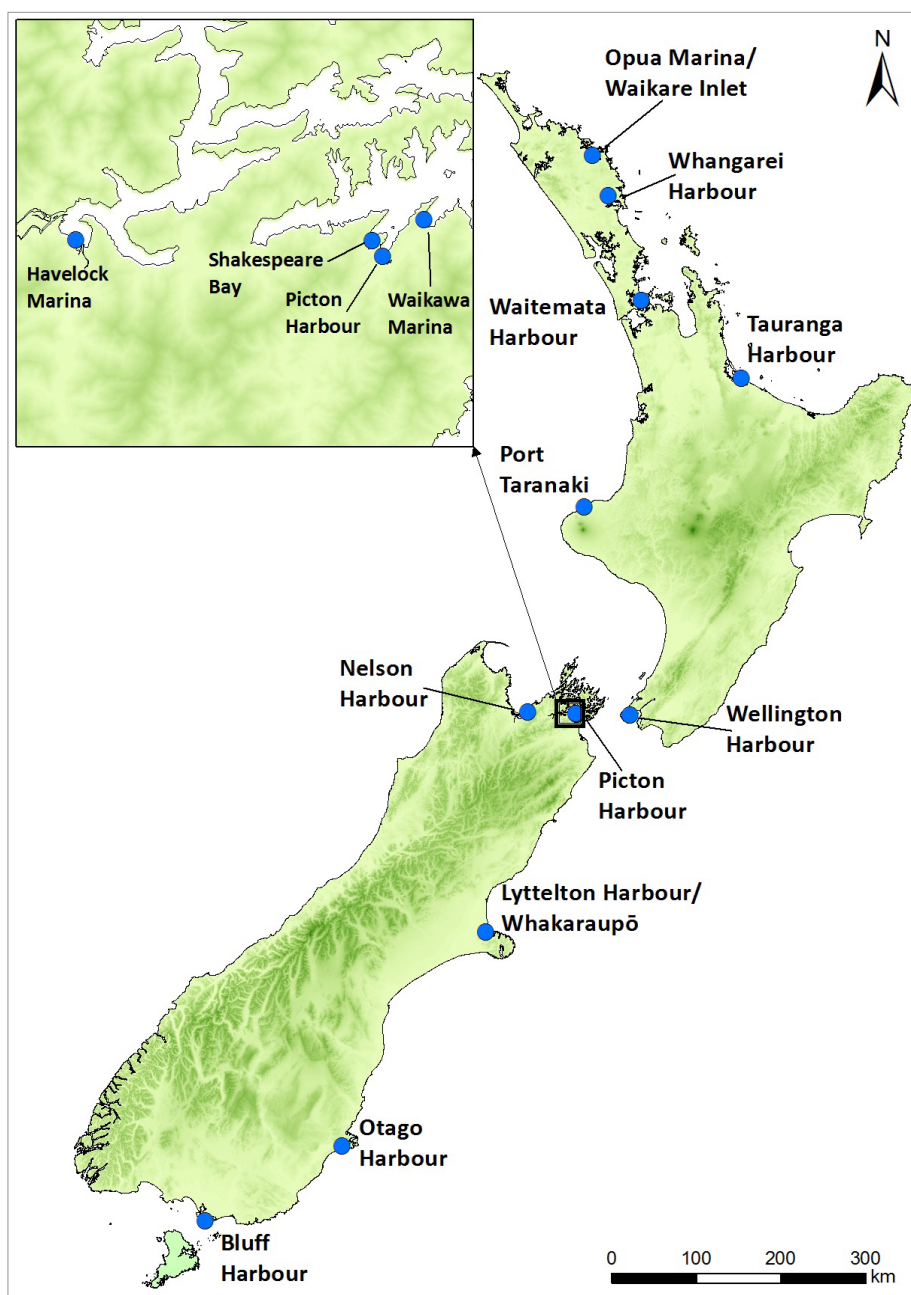 N
Opua Marina/
Waikare Inlet
Whangarei
Harbour
Havelock
Marina
Shakespeare
Bay
Picton
Harbour
Waikawa
Marina
Waitemata
Harbour
Tauranga
Harbour
Port
Taranaki
Nelson
Harbour
Wellington
Harbour
Picton
Harbour
Lyttelton Harbour/
Whakaraupō
Otago
Harbour
Bluff
Harbour
0 100 200 300
km